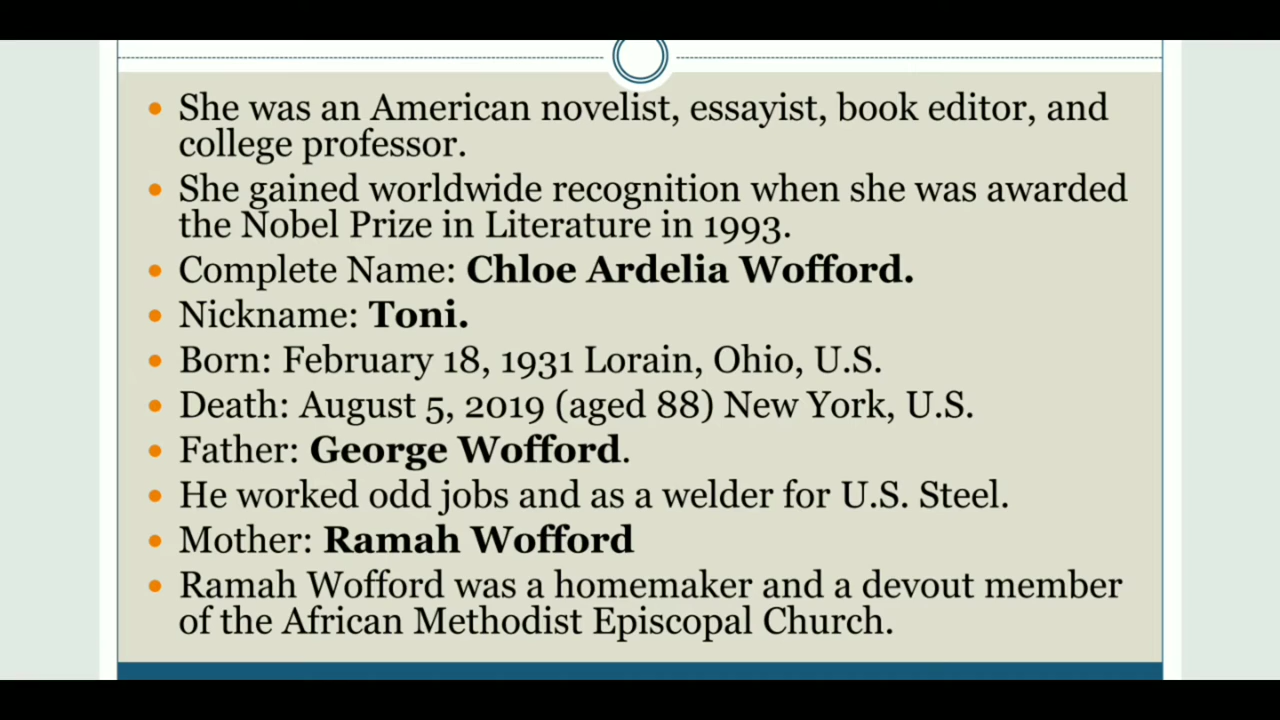 She was an American novelist, essayist, book editor, and
college professor.
She gained worldwide recognition when she was awarded
the Nobel Prize in Literature in 1993.
Complete Name: Chloe Ardelia Wofford.
Nickname: Toni.
Born: February 18, 1931 Lorain, Ohio, U.S.
Death: August 5, 2019 (aged 88) New York, U.S.
Father: George Wofford.
He worked odd jobs and as a welder for U.S. Steel.
Mother: Ramah Wofford
Ramah Wofford was a homemaker and a devout member
of the African Methodist Episcopal Church.